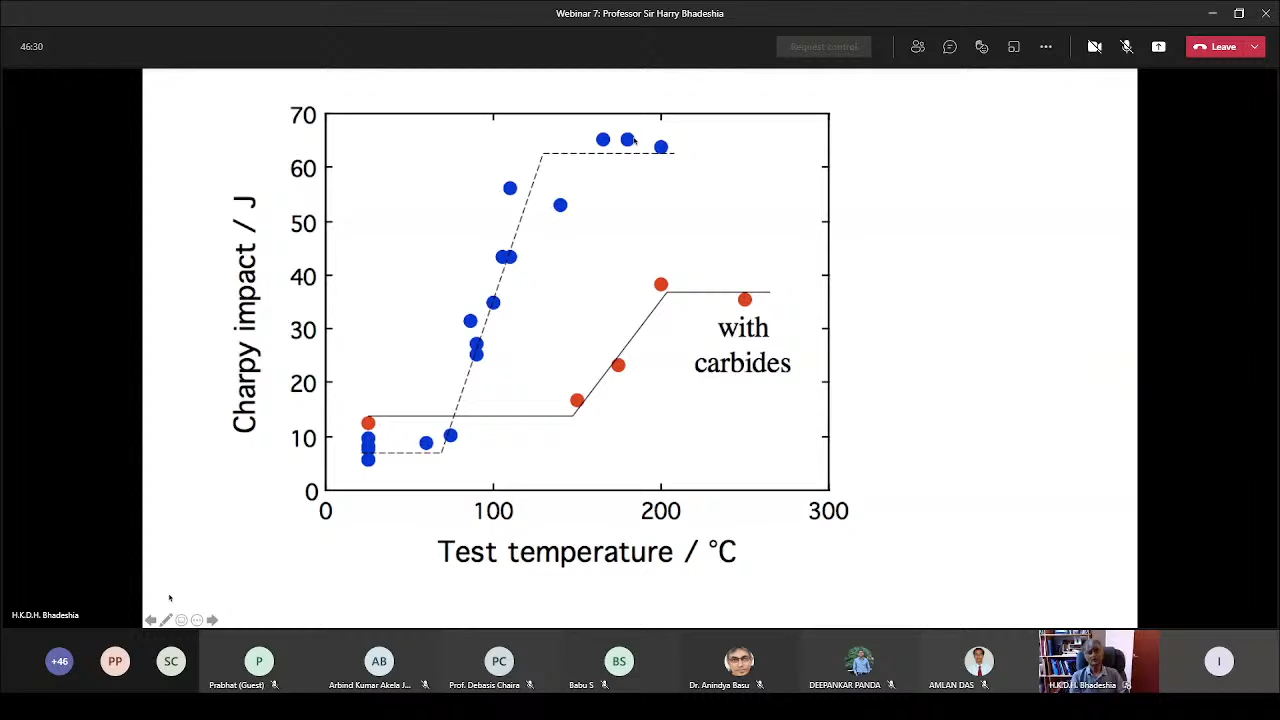 Webinar 7: Professor Sir Harry Bhadeshia
46:30
Request control
Leave
70
60
50
40
30
20
10
0
Charpy impact / J
with
carbides
0 100 200 300
Test temperature / °C
H.K.D.H. Bhadeshia
+46 PP SC P AB PC BS I
Prabhat (Guest) Arbind Kumar Akela J... Prof. Debasis Chaira Babu S Dr. Anindya Basu DEEPANKAR PANDA AMLAN DAS H.K.D.H. Bhadeshia